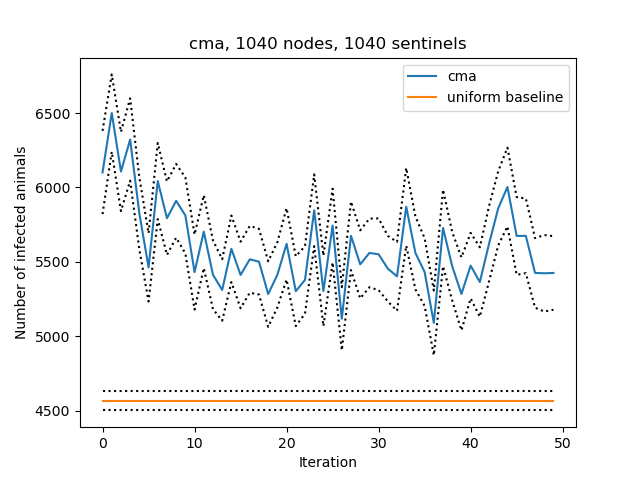 cma, 1040 nodes, 1040 sentinels
cma
uniform baseline
Number of infected animals
6500
6000
5500
5000
4500
0 10 20 30 40 50
Iteration